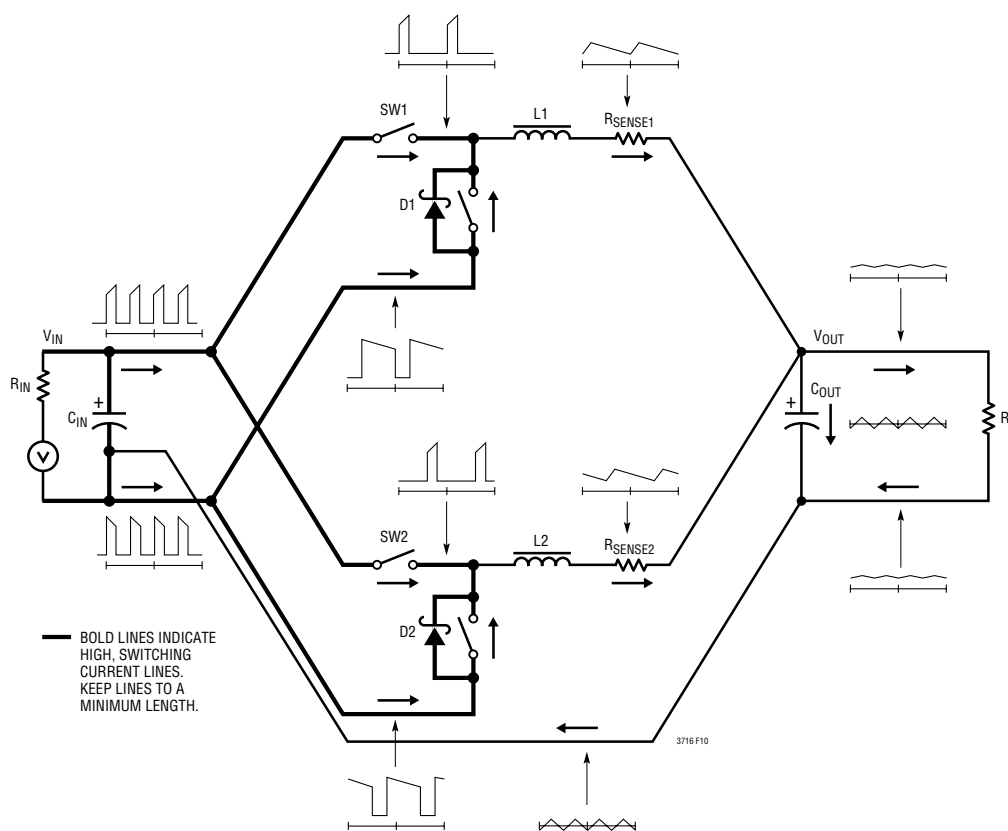 SW1
L1
RSENSE1
D1
VIN
VOUT
RIN
CIN
+
COUT
+
RL
V
SW2
L2
RSENSE2
D2
BOLD LINES INDICATE
HIGH, SWITCHING
CURRENT LINES.
KEEP LINES TO A
MINIMUM LENGTH.
3716 F10